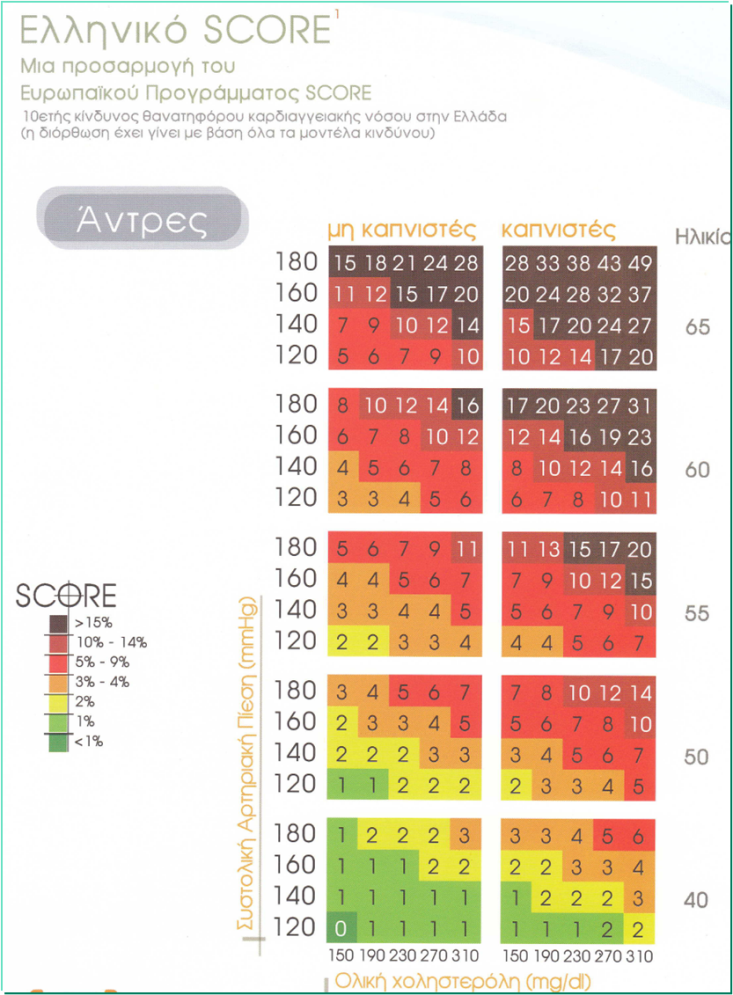 Ελληνικό SCORE¹
Μια προσαρμογή του
Ευρωπαϊκού Προγράμματος SCORE
10ετής κίνδυνος θανατηφόρου καρδιαγγειακής νόσου στην Ελλάδα
(η διόρθωση έχει γίνει με βάση όλα τα μοντέλα κινδύνου)
Άντρες
μη καπνιστές καπνιστές Ηλικία
180 15 18 21 24 28 28 33 38 43 49
160 11 12 15 17 20 20 24 28 32 37
140 7 9 10 12 14 15 17 20 24 27 65
120 5 6 7 9 10 10 12 14 17 20
180 8 10 12 14 16 17 20 23 27 31
160 6 7 8 10 12 12 14 16 19 23
140 4 5 6 7 8 8 10 12 14 16 60
120 3 3 4 5 6 6 7 8 10 11
180 5 6 7 9 11 11 13 15 17 20
160 4 4 5 6 7 7 9 10 12 15
140 3 3 4 4 5 5 6 7 9 10 55
120 2 2 3 3 4 4 4 5 6 7
180 3 4 5 6 7 7 8 10 12 14
160 2 3 3 4 5 5 6 7 8 10
140 2 2 2 3 3 3 4 5 6 7 50
120 1 1 2 2 2 2 3 3 4 5
180 1 2 2 2 3 3 3 4 5 6
160 1 1 1 2 2 2 2 3 3 4
140 1 1 1 1 1 1 2 2 2 3 40
120 0 1 1 1 1 1 1 1 2 2
150 190 230 270 310 150 190 230 270 310
Ολική χοληστερόλη (mg/dl)
Συστολική Αρτηριακή Πίεση (mmHg)
SCORE
>15%
10% - 14%
5% - 9%
3% - 4%
2%
1%
<1%